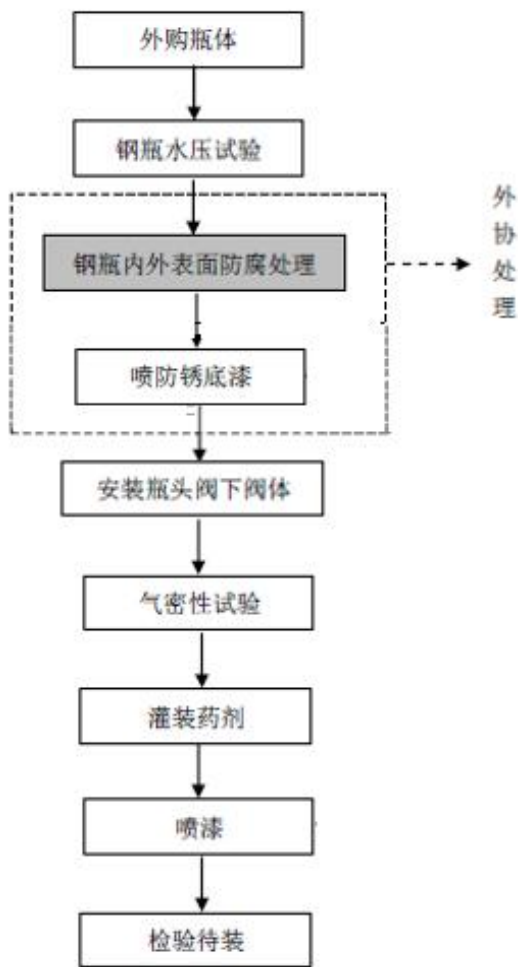 外购瓶体
钢瓶水压试验
钢瓶内外表面防腐处理
外
协
处
理
喷防锈底漆
安装瓶头阀下阀体
气密性试验
灌装药剂
喷漆
检验待装